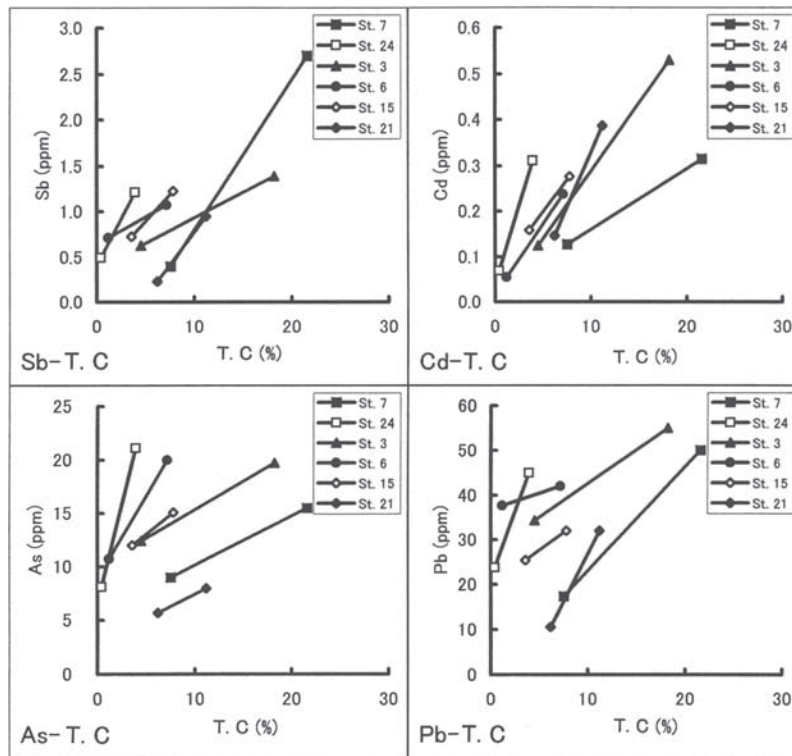 Sb (ppm)
3.0
2.5
2.0
1.5
1.0
0.5
0.0
0 10 20 30
T. C (%)
Sb-T. C
St. 7
St. 24
St. 3
St. 6
St. 15
St. 21
Cd (ppm)
0.6
0.5
0.4
0.3
0.2
0.1
0.0
0 10 20 30
T. C (%)
Cd-T. C
St. 7
St. 24
St. 3
St. 6
St. 15
St. 21
As (ppm)
25
20
15
10
5
0
0 10 20 30
T. C (%)
As-T. C
St. 7
St. 24
St. 3
St. 6
St. 15
St. 21
Pb (ppm)
60
50
40
30
20
10
0
0 10 20 30
T. C (%)
Pb-T. C
St. 7
St. 24
St. 3
St. 6
St. 15
St. 21